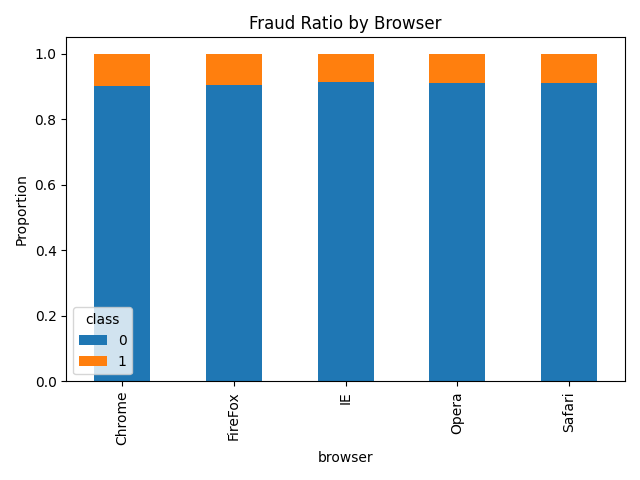 Fraud Ratio by Browser
Proportion
1.0
0.8
0.6
0.4
0.2
0.0
class
0
1
Chrome
FireFox
IE
Opera
Safari
browser